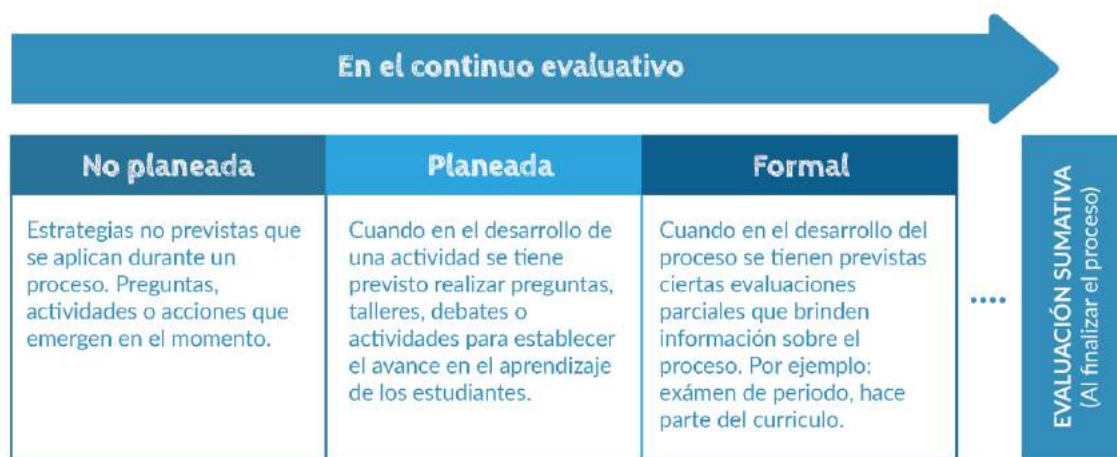 En el continuo evaluativo
No planeada
Estrategias no previstas que
se aplican durante un
proceso. Preguntas,
actividades o acciones que
emergen en el momento.
Planeada
Cuando en el desarrollo de
una actividad se tiene
previsto realizar preguntas,
talleres, debates o
actividades para establecer
el avance en el aprendizaje
de los estudiantes.
Formal
Cuando en el desarrollo del
proceso se tienen previstas
ciertas evaluaciones
parciales que brinden
información sobre el
proceso. Por ejemplo:
exámen de periodo, hace
parte del curriculo.
....
EVALUACIÓN SUMATIVA
(Al finalizar el proceso)